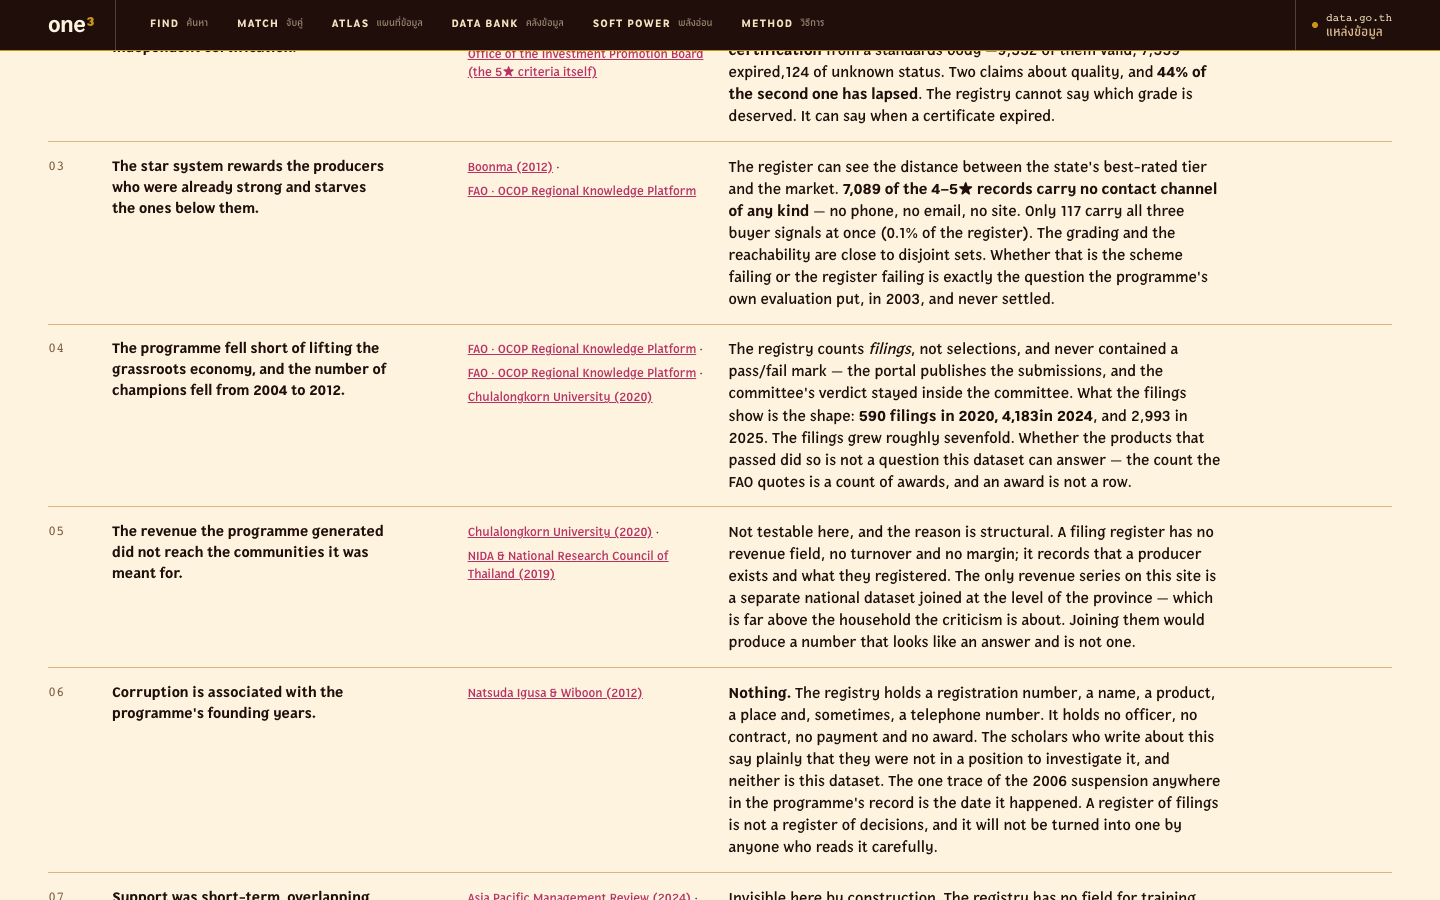 one³
FIND ค้นหา MATCH จับคู่ ATLAS แผนที่ข้อมูล DATA BANK คลังข้อมูล SOFT POWER พลังอ่อน METHOD วิธีการ
data.go.th
แหล่งข้อมูล
Office of the Investment Promotion Board
(the 5★ criteria itself)
expired,124 of unknown status. Two claims about quality, and 44% of
the second one has lapsed. The registry cannot say which grade is
deserved. It can say when a certificate expired.
03
The star system rewards the producers
who were already strong and starves
the ones below them.
Boonma (2012) ·
FAO · OCOP Regional Knowledge Platform
The register can see the distance between the state's best-rated tier
and the market. 7,089 of the 4–5★ records carry no contact channel
of any kind — no phone, no email, no site. Only 117 carry all three
buyer signals at once (0.1% of the register). The grading and the
reachability are close to disjoint sets. Whether that is the scheme
failing or the register failing is exactly the question the programme's
own evaluation put, in 2003, and never settled.
04
The programme fell short of lifting the
grassroots economy, and the number of
champions fell from 2004 to 2012.
FAO · OCOP Regional Knowledge Platform ·
FAO · OCOP Regional Knowledge Platform ·
Chulalongkorn University (2020)
The registry counts filings, not selections, and never contained a
pass/fail mark — the portal publishes the submissions, and the
committee's verdict stayed inside the committee. What the filings
show is the shape: 590 filings in 2020, 4,183in 2024, and 2,993 in
2025. The filings grew roughly sevenfold. Whether the products that
passed did so is not a question this dataset can answer — the count the
FAO quotes is a count of awards, and an award is not a row.
05
The revenue the programme generated
did not reach the communities it was
meant for.
Chulalongkorn University (2020) ·
NIDA & National Research Council of
Thailand (2019)
Not testable here, and the reason is structural. A filing register has no
revenue field, no turnover and no margin; it records that a producer
exists and what they registered. The only revenue series on this site is
a separate national dataset joined at the level of the province — which
is far above the household the criticism is about. Joining them would
produce a number that looks like an answer and is not one.
06
Corruption is associated with the
programme's founding years.
Natsuda Igusa & Wiboon (2012)
Nothing. The registry holds a registration number, a name, a product,
a place and, sometimes, a telephone number. It holds no officer, no
contract, no payment and no award. The scholars who write about this
say plainly that they were not in a position to investigate it, and
neither is this dataset. The one trace of the 2006 suspension anywhere
in the programme's record is the date it happened. A register of filings
is not a register of decisions, and it will not be turned into one by
anyone who reads it carefully.
07
Support was short-term, overlapping
Asia Pacific Management Review (2024) ·
Invisible here by construction. The registry has no field for training,